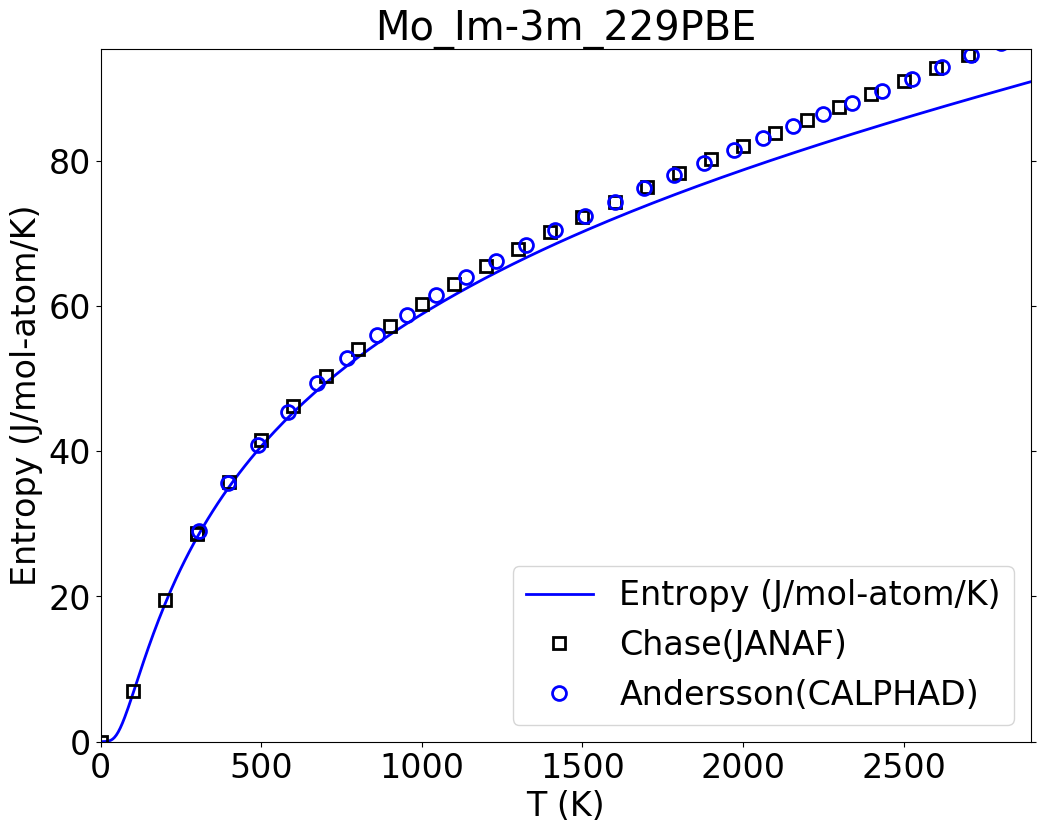 Mo_Im-3m_229PBE
Entropy (J/mol-atom/K)
80
60
40
20
0
0 500 1000 1500 2000 2500
T (K)
Entropy (J/mol-atom/K)
Chase(JANAF)
Andersson(CALPHAD)